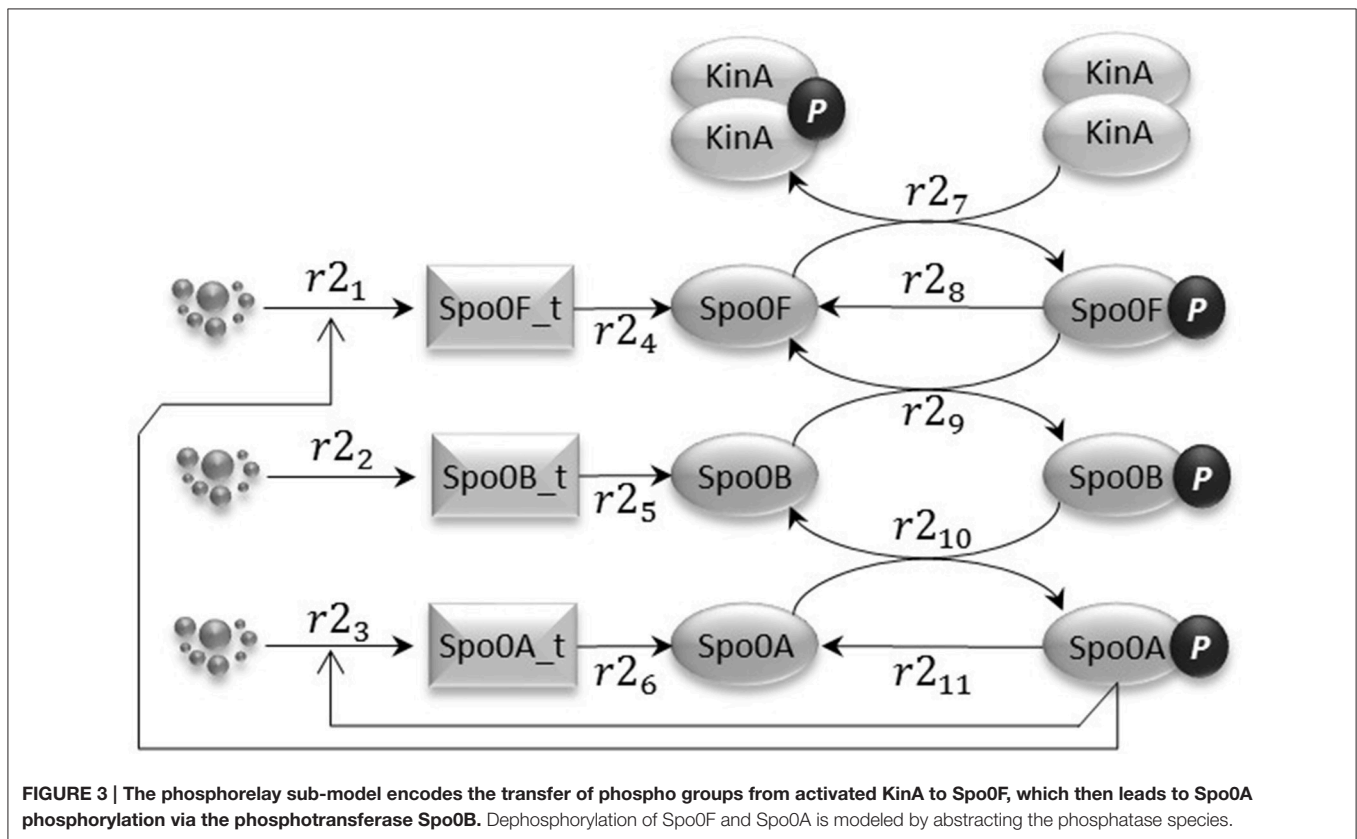 KinA
KinA
P
KinA
KinA
r2₇
r2₁
Spo0F_t
r2₄
Spo0F
r2₈
Spo0F
P
r2₉
r2₂
Spo0B_t
r2₅
Spo0B
Spo0B
P
r2₁₀
r2₃
Spo0A_t
r2₆
Spo0A
r2₁₁
Spo0A
P
FIGURE 3 | The phosphorelay sub-model encodes the transfer of phospho groups from activated KinA to Spo0F, which then leads to Spo0A
phosphorylation via the phosphotransferase Spo0B. Dephosphorylation of Spo0F and Spo0A is modeled by abstracting the phosphatase species.